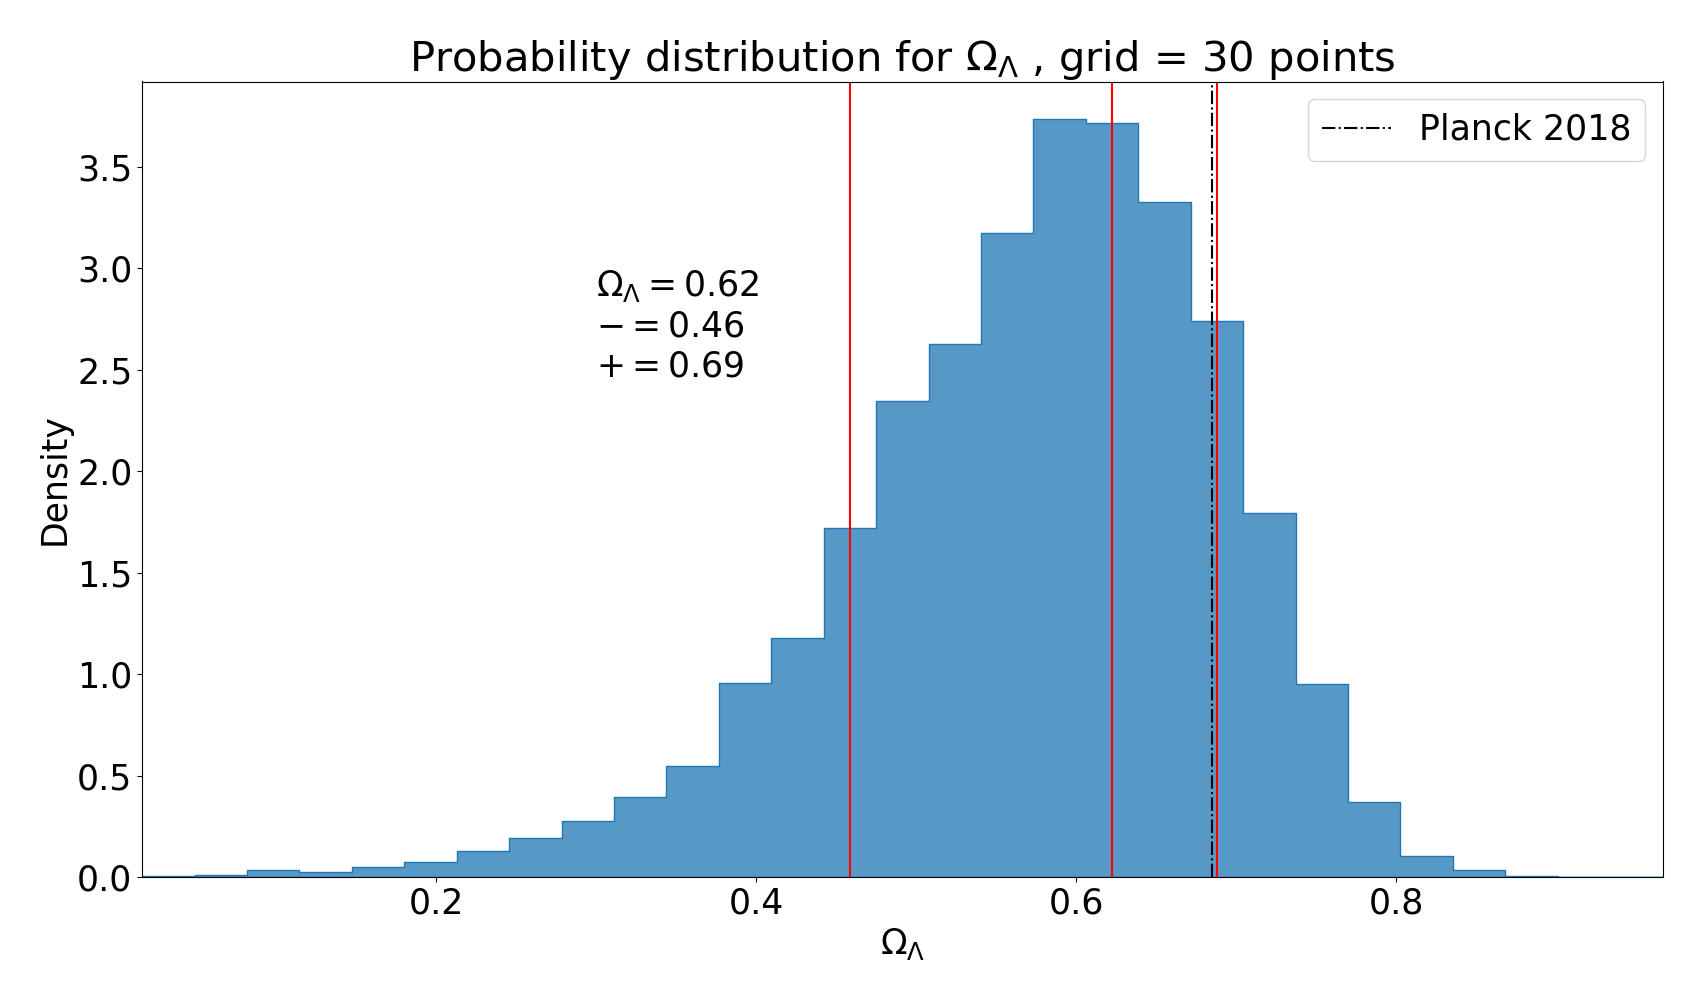 Probability distribution for Ω_Λ , grid = 30 points
Planck 2018
3.5
3.0
2.5
2.0
1.5
1.0
0.5
0.0
Density
Ω_Λ = 0.62
− = 0.46
+ = 0.69
0.2 0.4 0.6 0.8
Ω_Λ